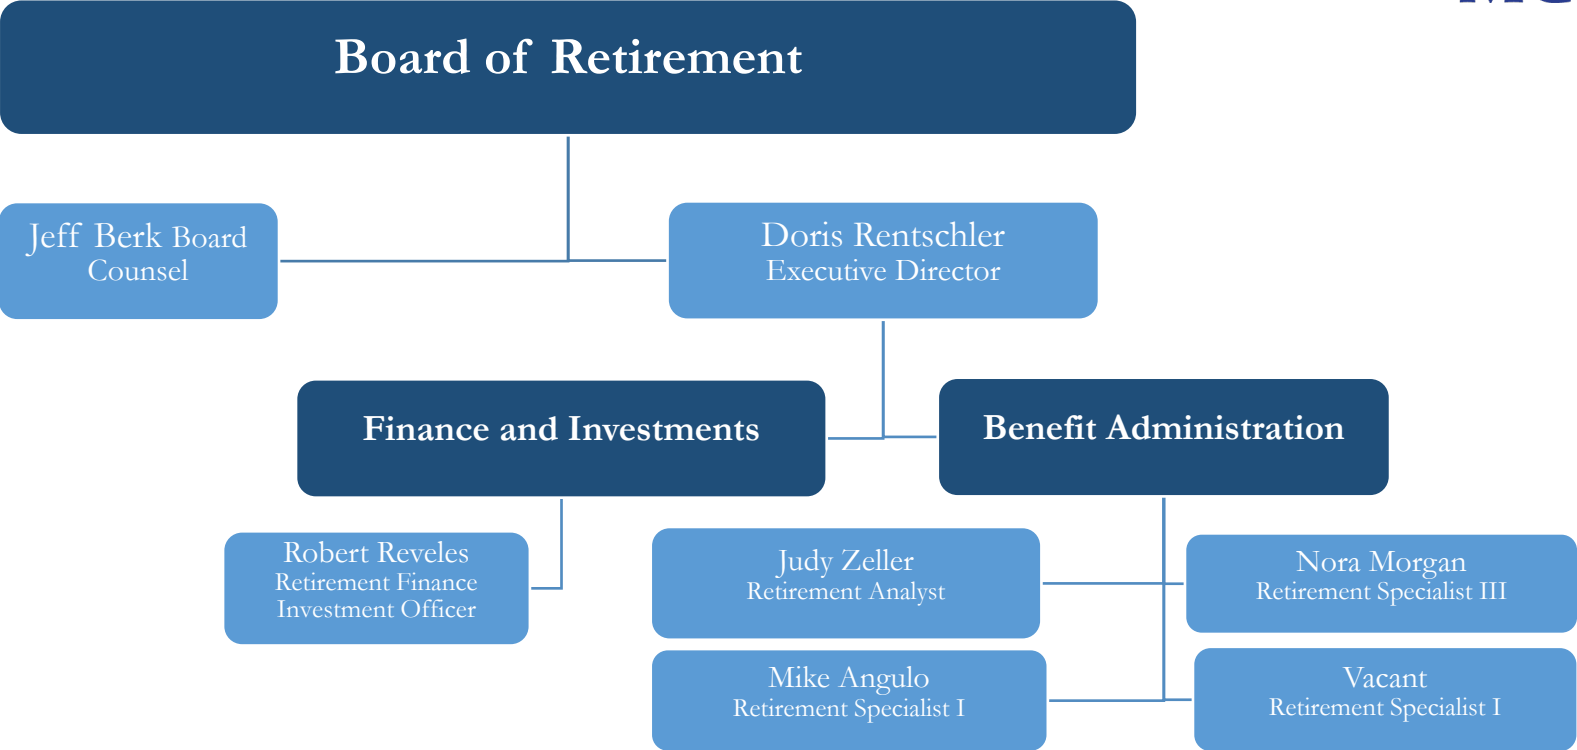 Board of Retirement
Jeff Berk Board
Counsel
Doris Rentschler
Executive Director
Finance and Investments
Benefit Administration
Robert Reveles
Retirement Finance
Investment Officer
Judy Zeller
Retirement Analyst
Nora Morgan
Retirement Specialist III
Mike Angulo
Retirement Specialist I
Vacant
Retirement Specialist I